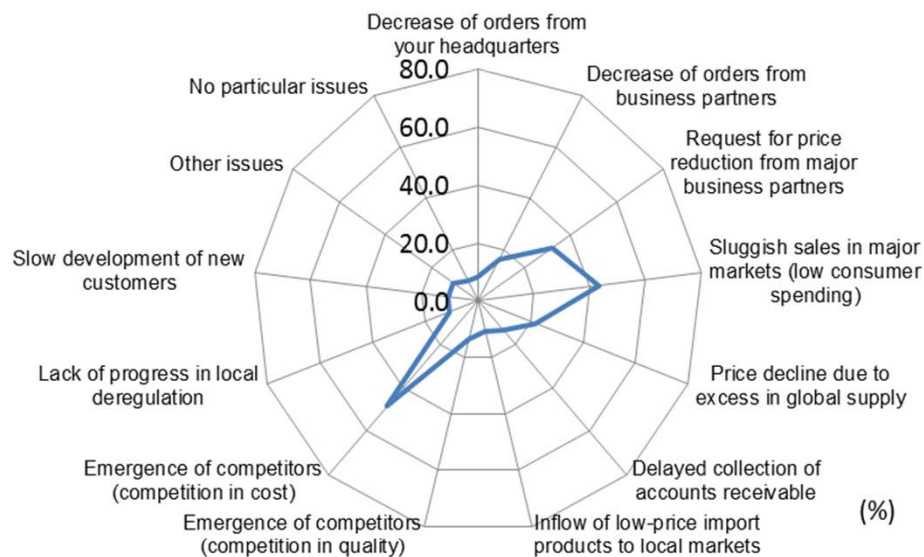 Decrease of orders from
your headquarters
80.0
60.0
40.0
20.0
0.0
Decrease of orders from
business partners
Request for price
reduction from major
business partners
Sluggish sales in major
markets (low consumer
spending)
Price decline due to
excess in global supply
Delayed collection of
accounts receivable
Inflow of low-price import
products to local markets
Emergence of competitors
(competition in quality)
Emergence of competitors
(competition in cost)
Lack of progress in local
deregulation
Slow development of new
customers
Other issues
No particular issues
(%)